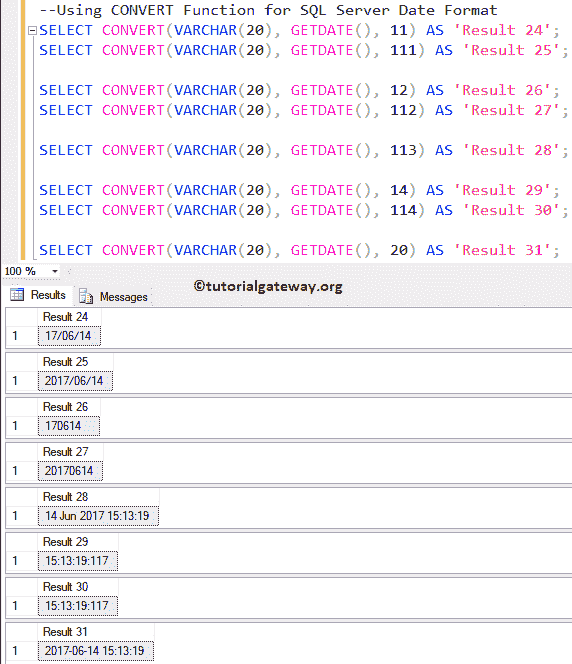 --Using CONVERT Function for SQL Server Date Format
SELECT CONVERT(VARCHAR(20), GETDATE(), 11) AS 'Result 24';
SELECT CONVERT(VARCHAR(20), GETDATE(), 111) AS 'Result 25';
SELECT CONVERT(VARCHAR(20), GETDATE(), 12) AS 'Result 26';
SELECT CONVERT(VARCHAR(20), GETDATE(), 112) AS 'Result 27';
SELECT CONVERT(VARCHAR(20), GETDATE(), 113) AS 'Result 28';
SELECT CONVERT(VARCHAR(20), GETDATE(), 14) AS 'Result 29';
SELECT CONVERT(VARCHAR(20), GETDATE(), 114) AS 'Result 30';
SELECT CONVERT(VARCHAR(20), GETDATE(), 20) AS 'Result 31';
100 %
©tutorialgateway.org
Results Messages
Result 24
1 17/06/14
Result 25
1 2017/06/14
Result 26
1 170614
Result 27
1 20170614
Result 28
1 14 Jun 2017 15:13:19
Result 29
1 15:13:19:117
Result 30
1 15:13:19:117
Result 31
1 2017-06-14 15:13:19